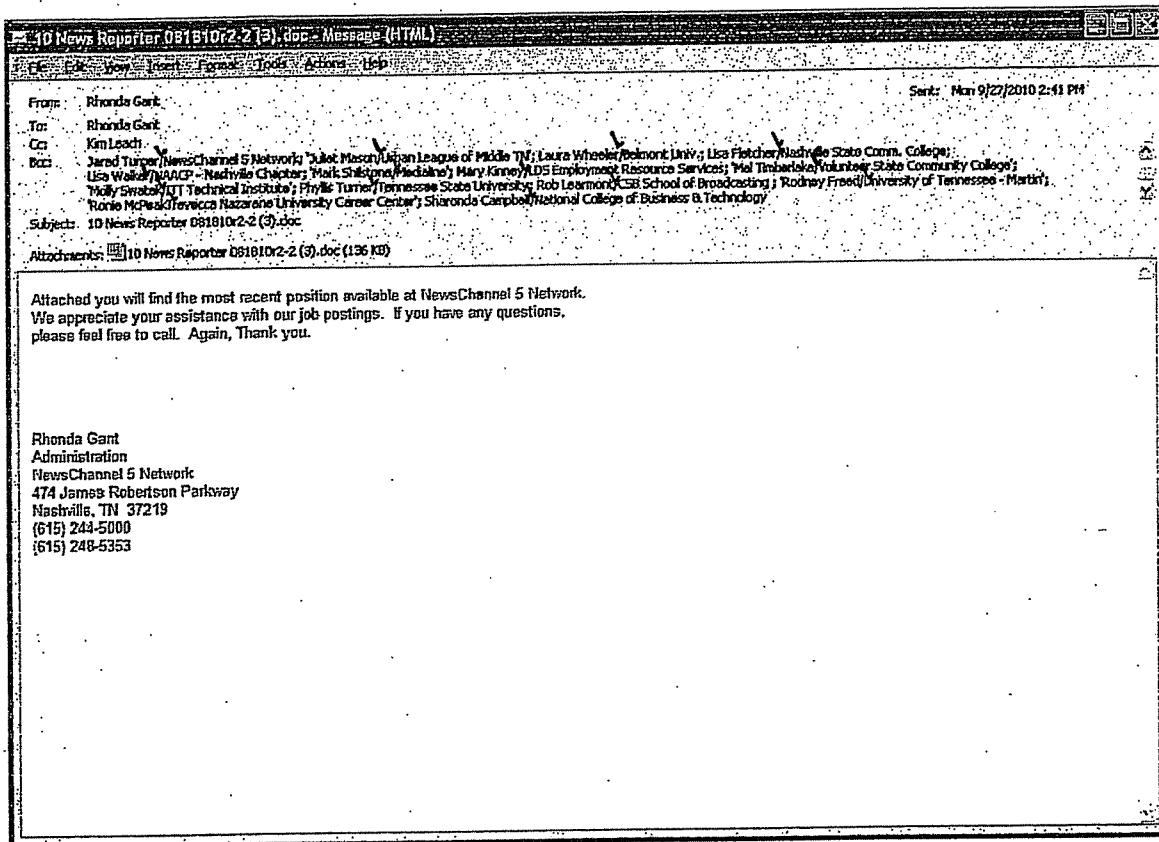 10 News Reporter 081810r2-2 (3).doc - Message (HTML)
File Edit View Insert Format Tools Actions Help
From: Rhonda Gant Sent: Mon 9/27/2010 2:41 PM
To: Rhonda Gant
Cc: Kim Leach
Bcc: Jared Turner/NewsChannel 5 Network; 'Juliet Mason/Urban League of Middle TN'; Laura Wheeler/Belmont Univ.; Lisa Fletcher/Nashville State Comm. College;
Lisa Walker/NAACP - Nashville Chapter; 'Mark Shilstone/Medialine'; Mary Kinney/LDS Employment Resource Services; 'Mel Timberlake/Volunteer State Community College';
'Molly Swatek/ITT Technical Institute'; Phyllis Turner/Tennessee State University; Rob Learmont/CSB School of Broadcasting; 'Rodney Freed/University of Tennessee - Martin';
'Ronie McPeak/Trevecca Nazarene University Career Center'; Sharonda Campbell/National College of Business & Technology
Subject: 10 News Reporter 081810r2-2 (3).doc
Attachments: 10 News Reporter 081810r2-2 (3).doc (136 KB)
Attached you will find the most recent position available at NewsChannel 5 Network.
We appreciate your assistance with our job postings. If you have any questions,
please feel free to call. Again, Thank you.
Rhonda Gant
Administration
NewsChannel 5 Network
474 James Robertson Parkway
Nashville, TN 37219
(615) 244-5000
(615) 248-5353